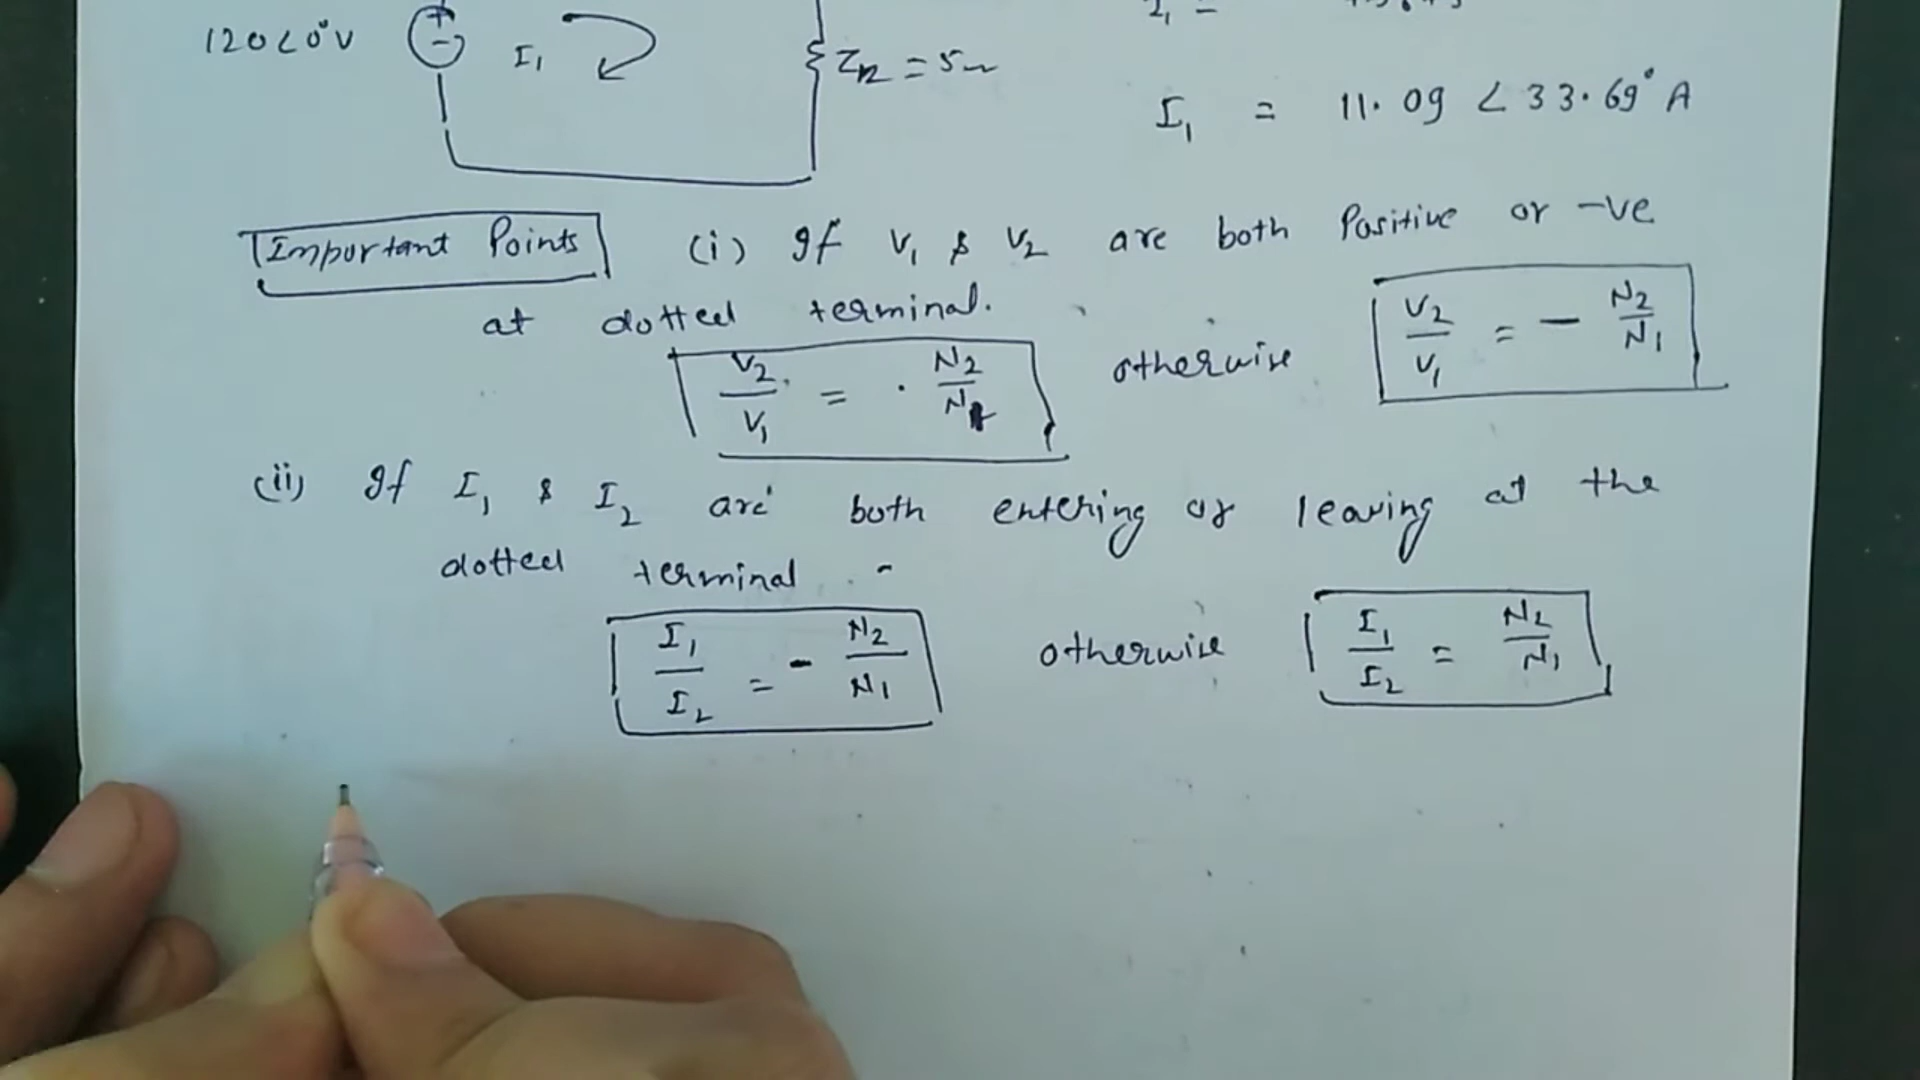 120∠0°V
I₁
Z_R = 5Ω
I₁ =
I₁ = 11.09 ∠33.69° A
Important Points
(i) If V₁ & V₂ are both Positive or -ve
at dotted terminal.
V₂/V₁ = N₂/N₁ otherwise V₂/V₁ = - N₂/N₁
(ii) If I₁ & I₂ are both entering or leaving at the
dotted terminal -
I₁/I₂ = - N₂/N₁ otherwise I₁/I₂ = N₂/N₁